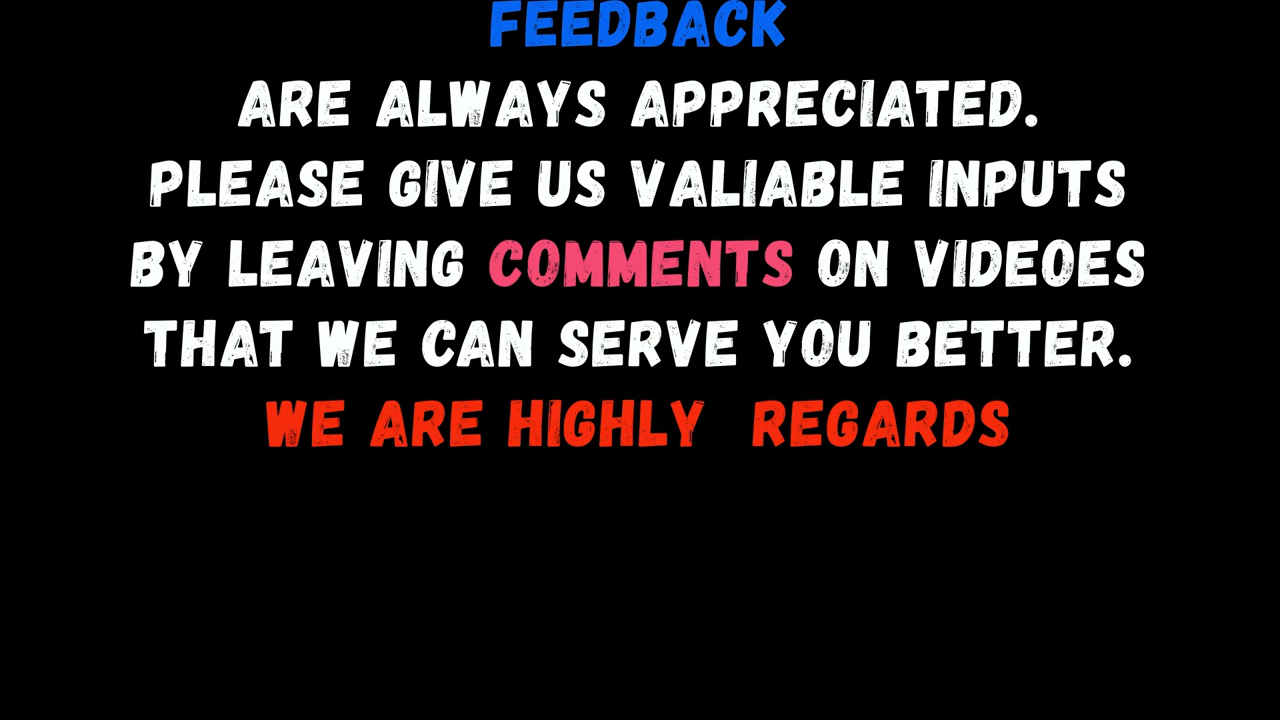 FEEDBACK
ARE ALWAYS APPRECIATED.
PLEASE GIVE US VALIABLE INPUTS
BY LEAVING COMMENTS ON VIDEOES
THAT WE CAN SERVE YOU BETTER.
WE ARE HIGHLY REGARDS